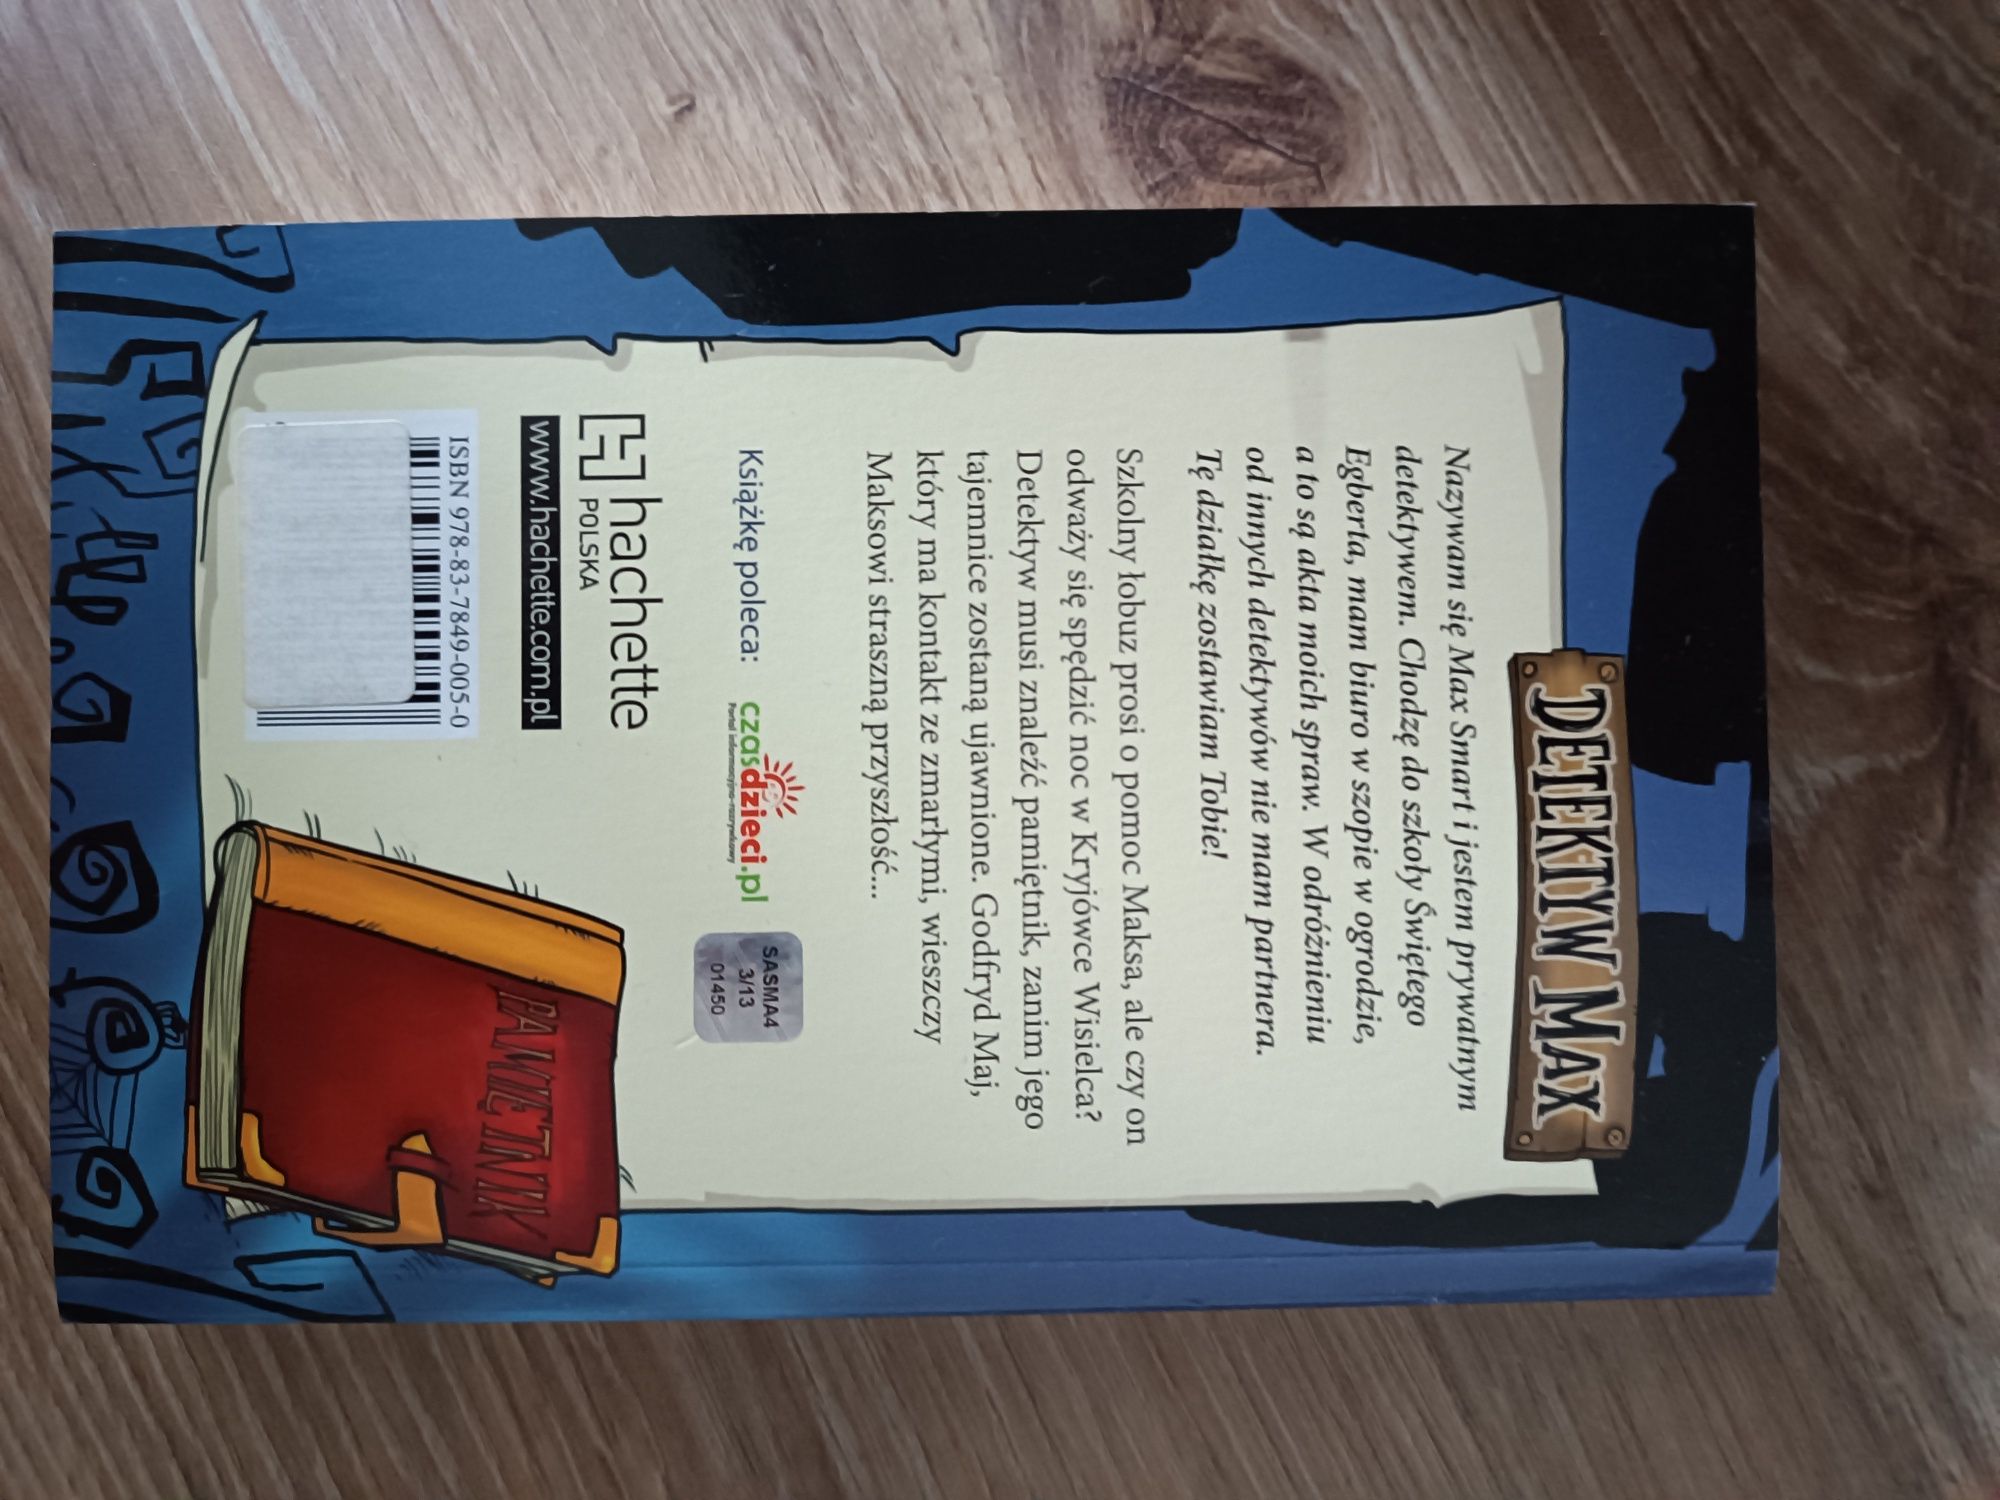 DETEKTYW MAX
Nazywam się Max Smart i jestem prywatnym
detektywem. Chodzę do szkoły Świętego
Egberta, mam biuro w szopie w ogrodzie,
a to są akta moich spraw. W odróżnieniu
od innych detektywów nie mam partnera.
Tę działkę zostawiam Tobie!
Szkolny łobuz prosi o pomoc Maksa, ale czy on
odważy się spędzić noc w Kryjówce Wisielca?
Detektyw musi znaleźć pamiętnik, zanim jego
tajemnice zostaną ujawnione. Godfryd Maj,
który ma kontakt ze zmarłymi, wieszczy
Maksowi straszną przyszłość...
Książkę poleca:
czasdzieci.pl
Portal informacyjno-rozrywkowy
SASMA4
3/13
01450
hachette
POLSKA
www.hachette.com.pl
ISBN 978-83-7849-005-0
PAMIĘTNIK